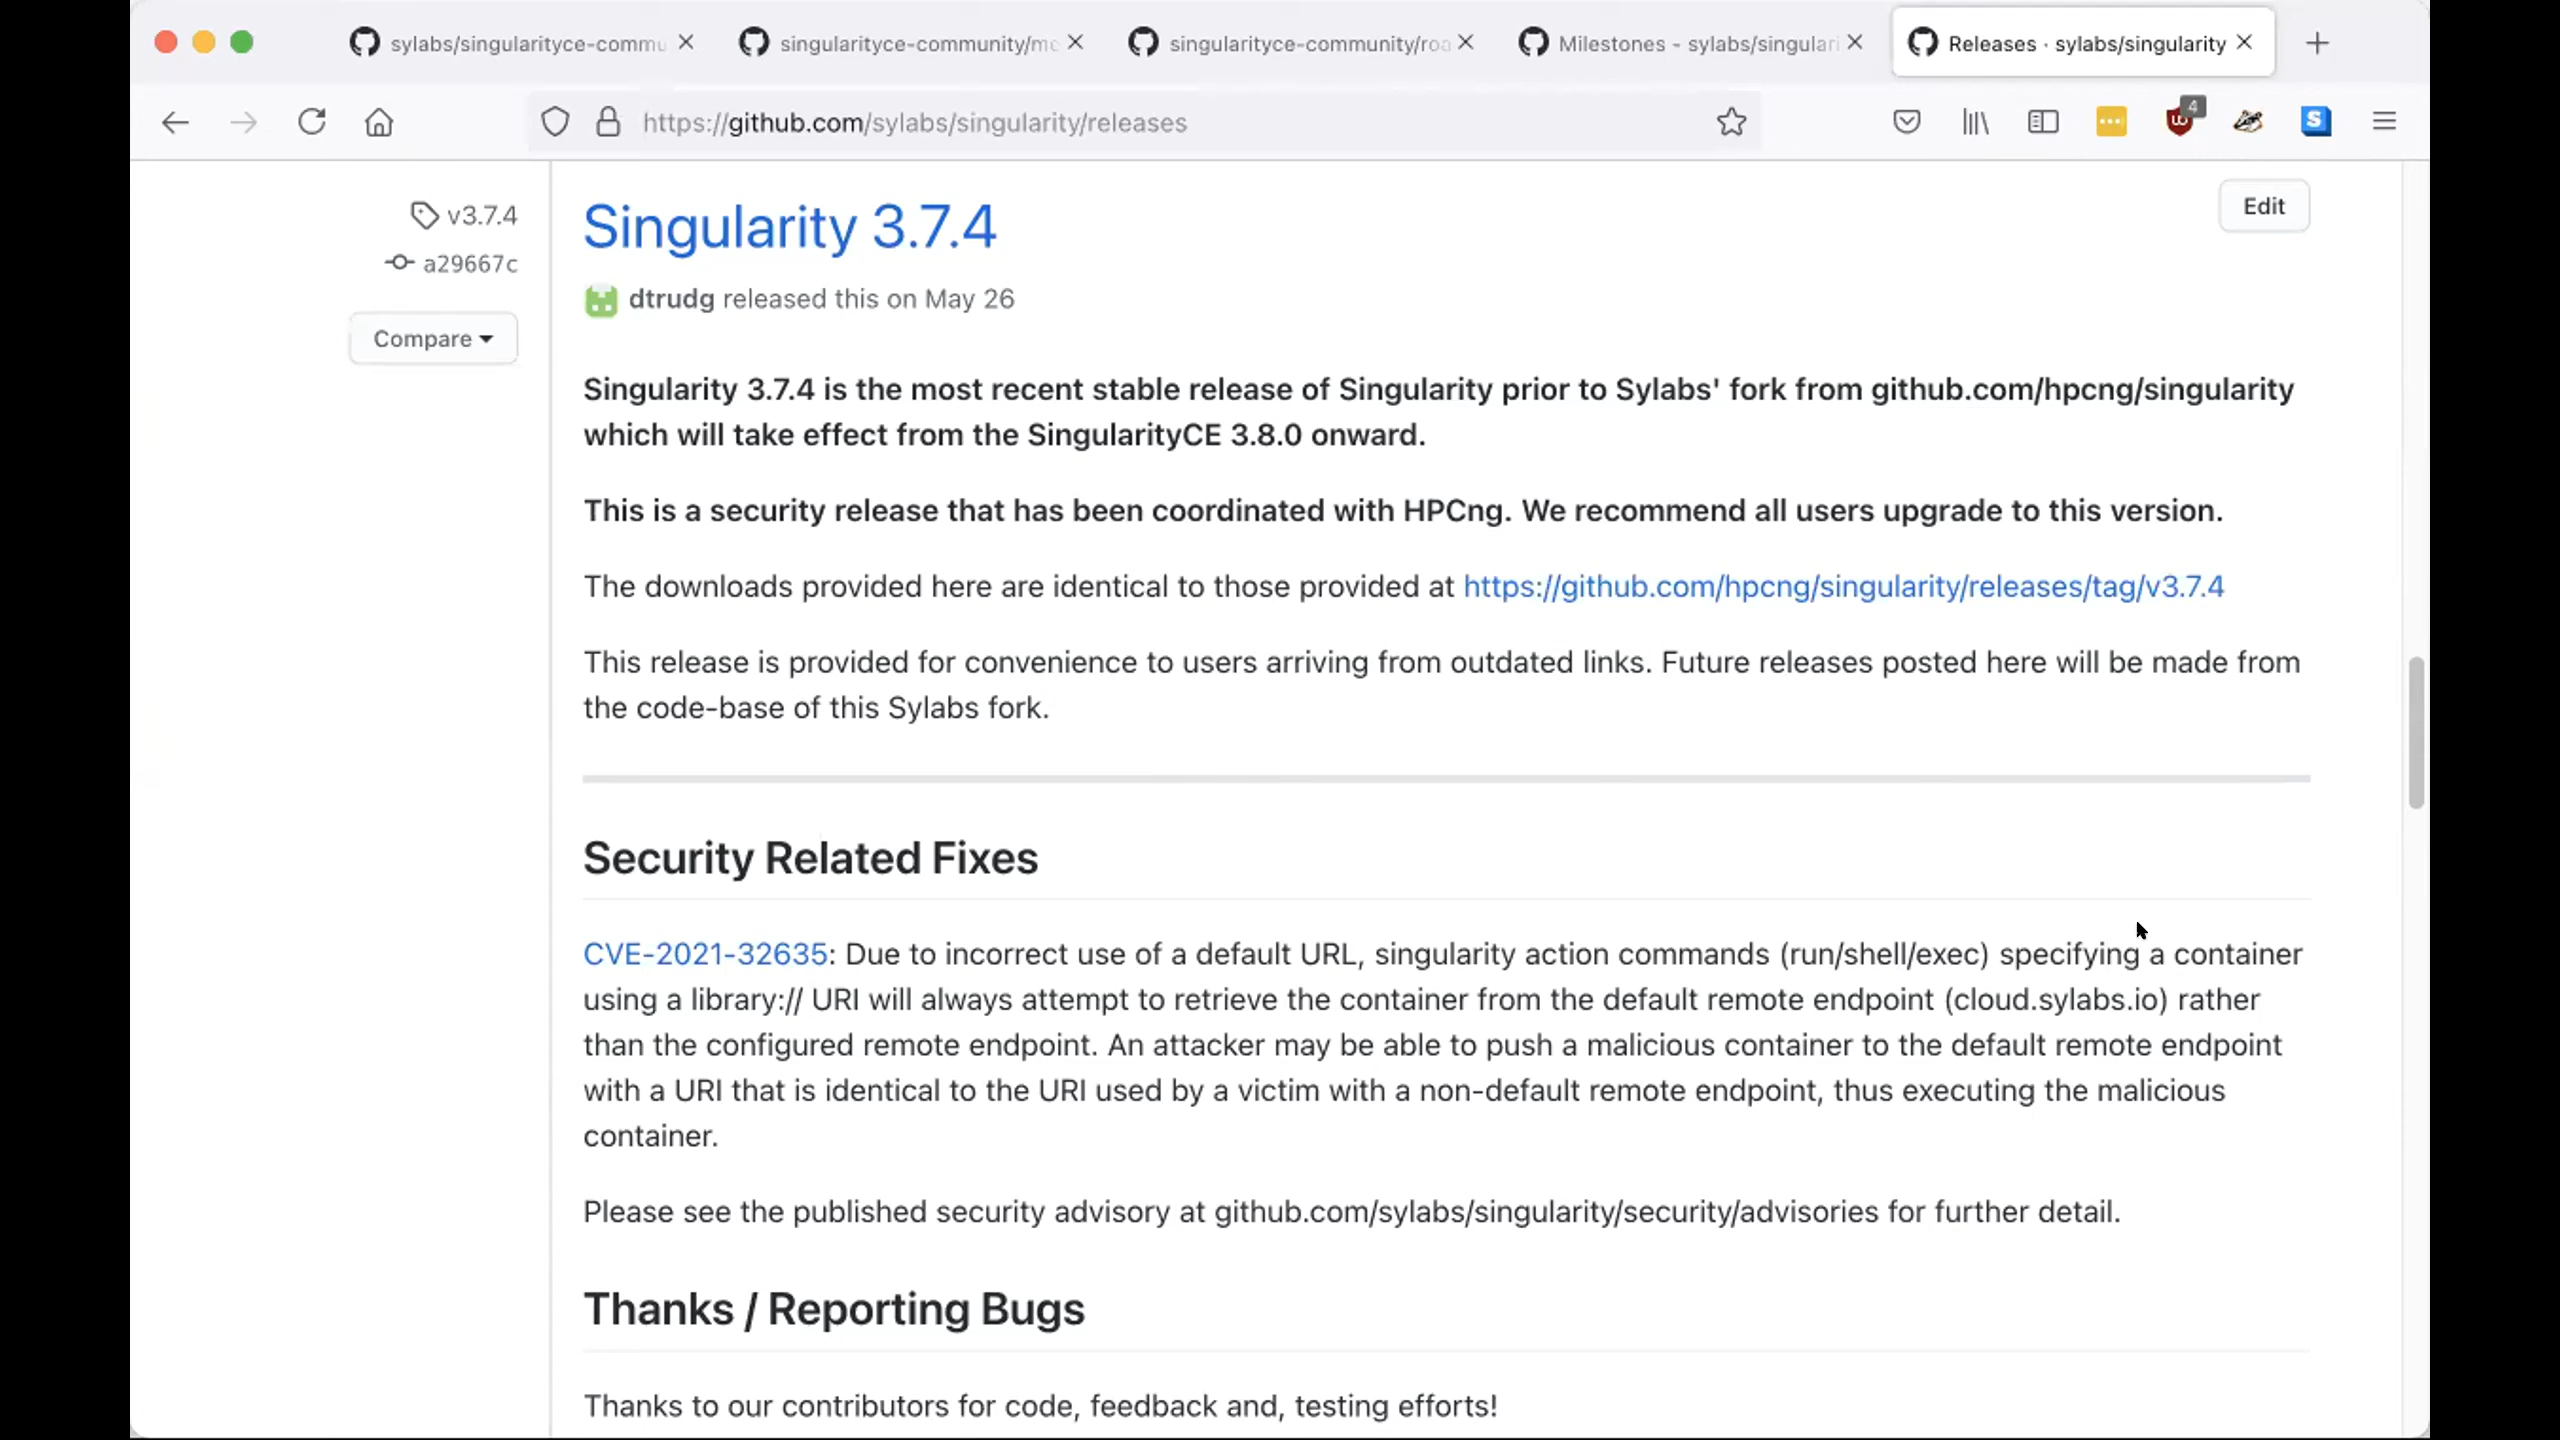 sylabs/singularityce-commu
singularityce-community/me
singularityce-community/roa
Milestones - sylabs/singulari
Releases · sylabs/singularity
https://github.com/sylabs/singularity/releases
4
S
v3.7.4
a29667c
Compare
Singularity 3.7.4
Edit
dtrudg released this on May 26
Singularity 3.7.4 is the most recent stable release of Singularity prior to Sylabs' fork from github.com/hpcng/singularity
which will take effect from the SingularityCE 3.8.0 onward.
This is a security release that has been coordinated with HPCng. We recommend all users upgrade to this version.
The downloads provided here are identical to those provided at https://github.com/hpcng/singularity/releases/tag/v3.7.4
This release is provided for convenience to users arriving from outdated links. Future releases posted here will be made from
the code-base of this Sylabs fork.
Security Related Fixes
CVE-2021-32635: Due to incorrect use of a default URL, singularity action commands (run/shell/exec) specifying a container
using a library:// URI will always attempt to retrieve the container from the default remote endpoint (cloud.sylabs.io) rather
than the configured remote endpoint. An attacker may be able to push a malicious container to the default remote endpoint
with a URI that is identical to the URI used by a victim with a non-default remote endpoint, thus executing the malicious
container.
Please see the published security advisory at github.com/sylabs/singularity/security/advisories for further detail.
Thanks / Reporting Bugs
Thanks to our contributors for code, feedback and, testing efforts!